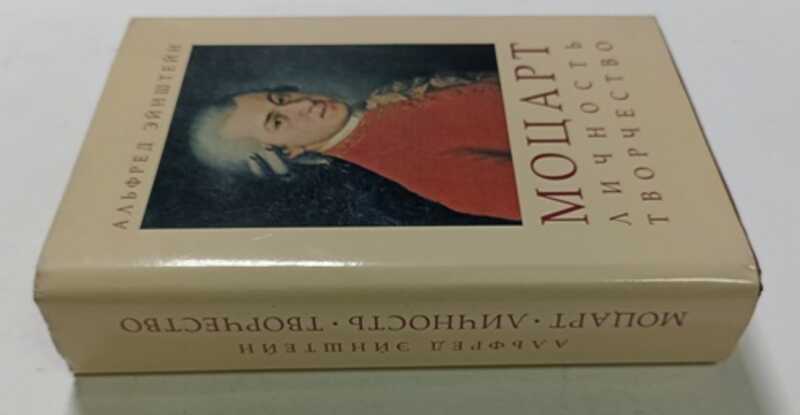 АЛЬФРЕД ЭЙНШТЕЙН
МОЦАРТ
ЛИЧНОСТЬ
ТВОРЧЕСТВО
АЛЬФРЕД ЭЙНШТЕЙН
МОЦАРТ · ЛИЧНОСТЬ · ТВОРЧЕСТВО